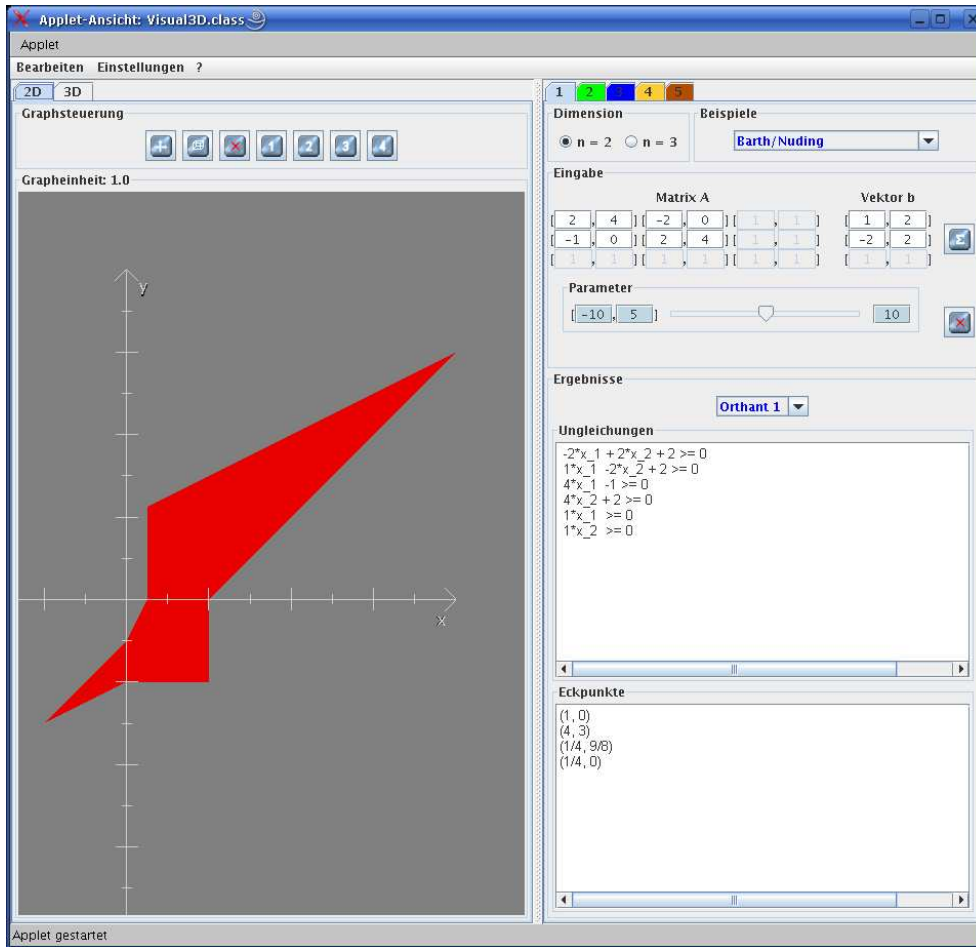 Applet-Ansicht: Visual3D.class
Applet
Bearbeiten Einstellungen ?
2D 3D
Graphsteuerung
1 2 3 4
Grapheinheit: 1.0
y
x
1 2 3 4 5
Dimension Beispiele
n = 2 n = 3 Barth/Nuding
Eingabe
Matrix A Vektor b
[ 2 , 4 ] [ -2 , 0 ] [ 1 , 1 ] [ 1 , 2 ]
[ -1 , 0 ] [ 2 , 4 ] [ 1 , 1 ] [ -2 , 2 ] Σ
[ 1 , 1 ] [ 1 , 1 ] [ 1 , 1 ] [ 1 , 1 ]
Parameter
[ -10 , 5 ] 10
Ergebnisse
Orthant 1
Ungleichungen
-2*x_1 + 2*x_2 + 2 >= 0
1*x_1 -2*x_2 + 2 >= 0
4*x_1 -1 >= 0
4*x_2 + 2 >= 0
1*x_1 >= 0
1*x_2 >= 0
Eckpunkte
(1, 0)
(4, 3)
(1/4, 9/8)
(1/4, 0)
Applet gestartet